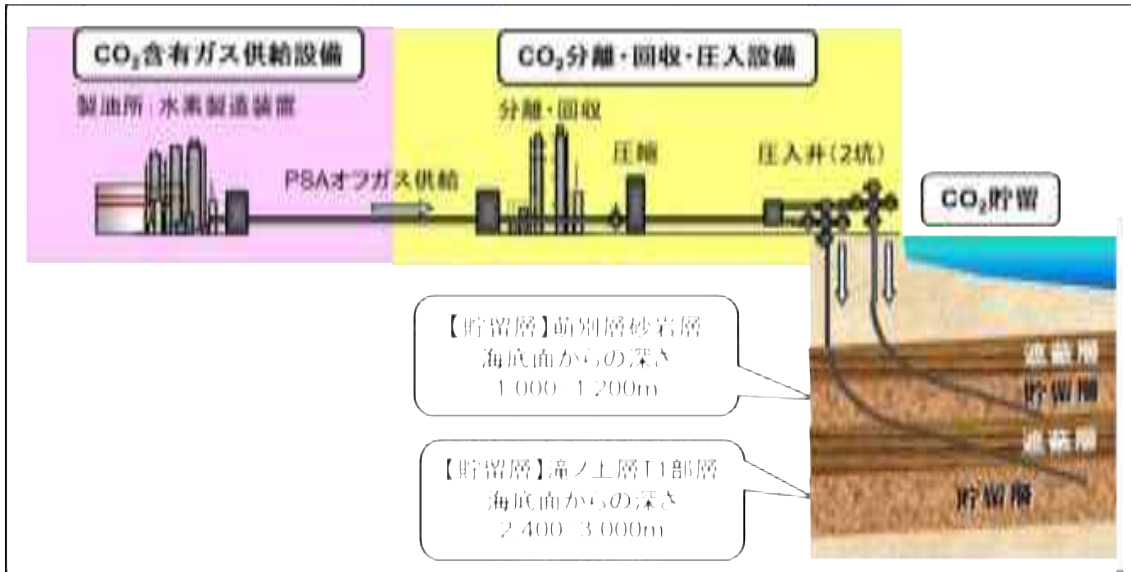 CO₂含有ガス供給設備
製油所 水素製造装置
PSAオフガス供給
CO₂分離・回収・圧入設備
分離・回収
圧縮
圧入井(2坑)
CO₂貯留
【貯留層】萌別層砂岩層
海底面からの深さ
1,000 1,200m
【貯留層】滝ノ上層T1部層
海底面からの深さ
2,400 3,000m
遮蔽層
貯留層
遮蔽層
貯留層